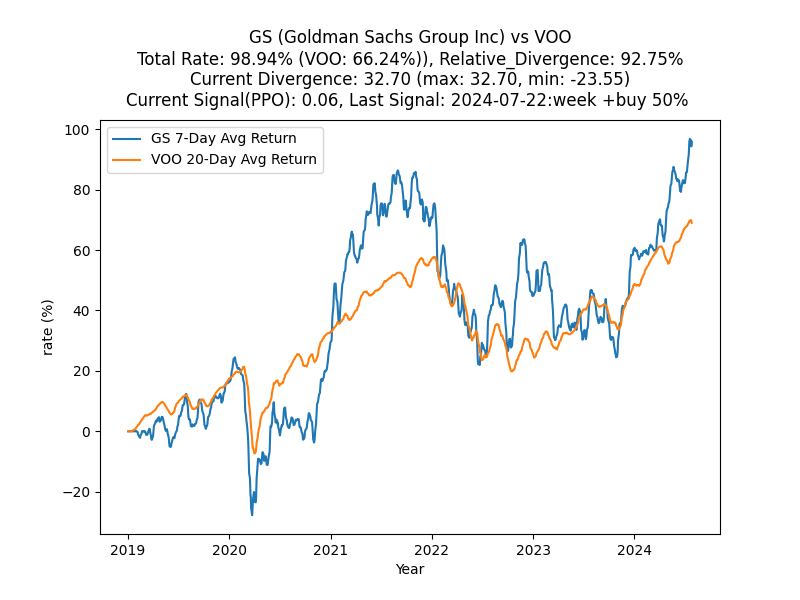 GS (Goldman Sachs Group Inc) vs VOO
Total Rate: 98.94% (VOO: 66.24%)), Relative_Divergence: 92.75%
Current Divergence: 32.70 (max: 32.70, min: -23.55)
Current Signal(PPO): 0.06, Last Signal: 2024-07-22:week +buy 50%
GS 7-Day Avg Return
VOO 20-Day Avg Return
100
80
60
40
20
0
−20
rate (%)
2019 2020 2021 2022 2023 2024
Year